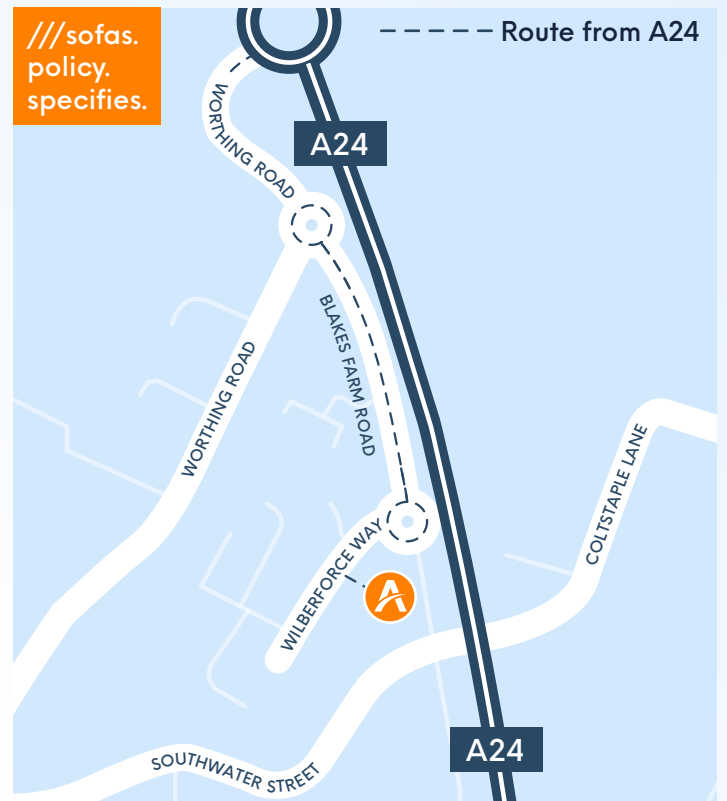 ///sofas.
policy.
specifies.
Route from A24
WORTHING ROAD
A24
BLAKES FARM ROAD
WORTHING ROAD
COLTSTAPLE LANE
WILBERFORCE WAY
A
A24
SOUTHWATER STREET